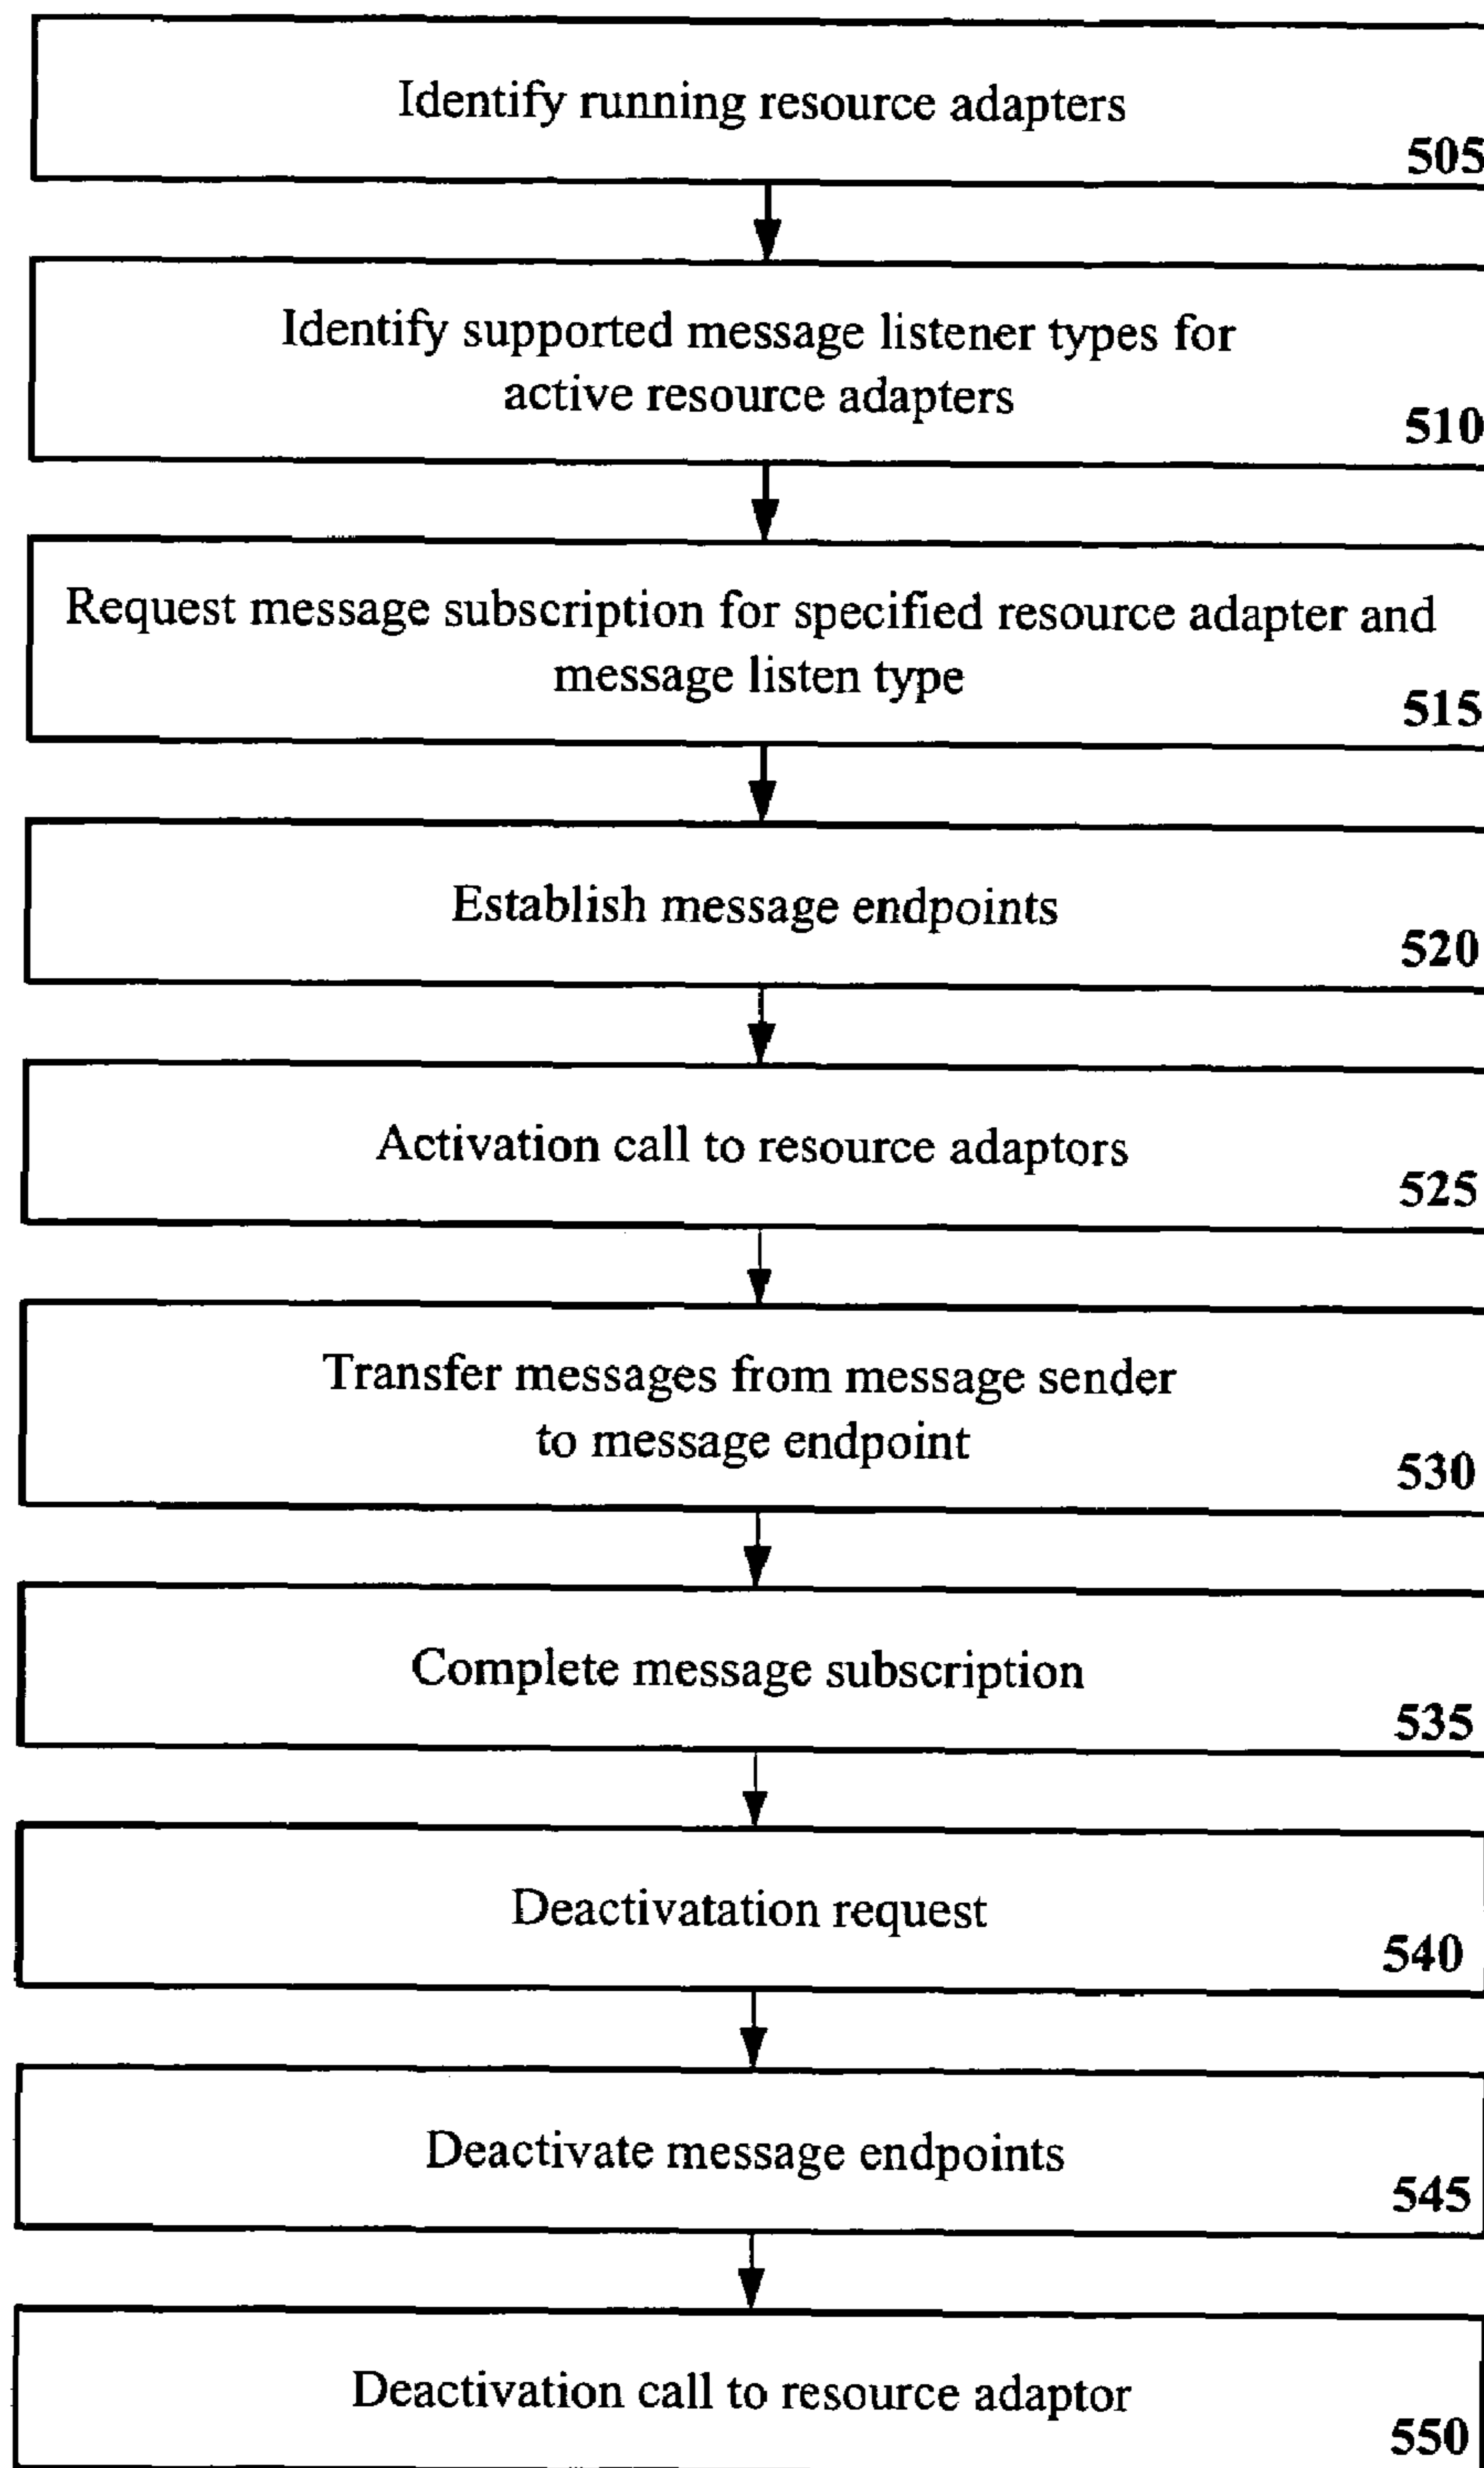 Identify running resource adapters
505
Identify supported message listener types for
active resource adapters
510
Request message subscription for specified resource adapter and
message listen type
515
Establish message endpoints
520
Activation call to resource adaptors
525
Transfer messages from message sender
to message endpoint
530
Complete message subscription
535
Deactivatation request
540
Deactivate message endpoints
545
Deactivation call to resource adaptor
550